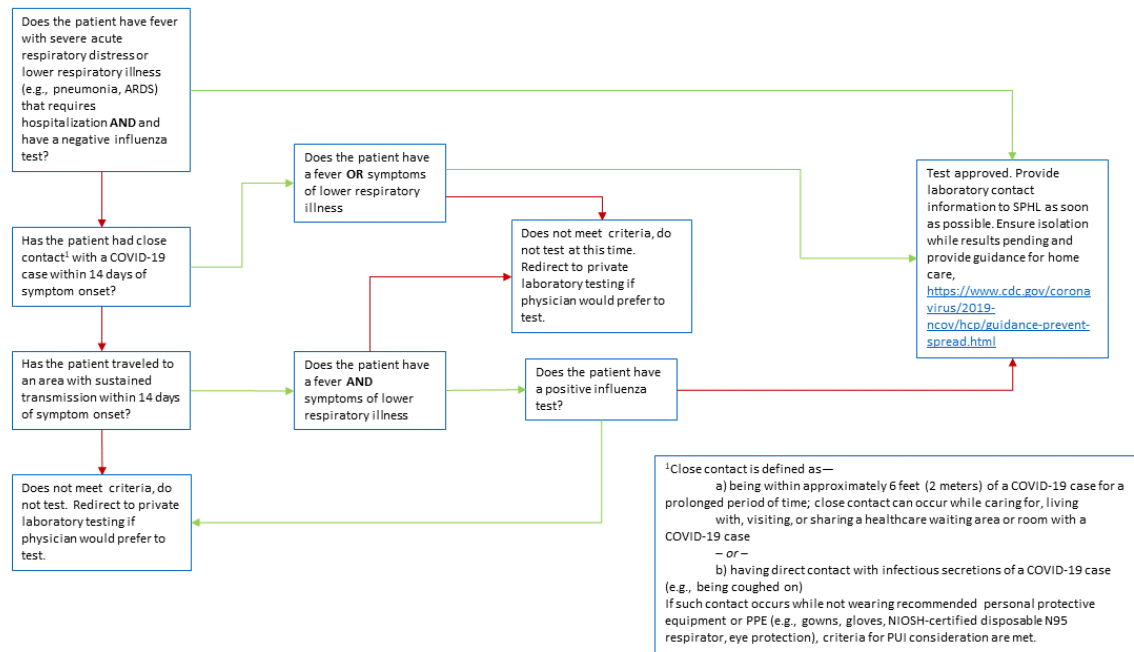 Does the patient have fever
with severe acute
respiratory distress or
lower respiratory illness
(e.g., pneumonia, ARDS)
that requires
hospitalization AND and
have a negative influenza
test?
Does the patient have
a fever OR symptoms
of lower respiratory
illness
Test approved. Provide
laboratory contact
information to SPHL as soon
as possible. Ensure isolation
while results pending and
provide guidance for home
care,
https://www.cdc.gov/corona
virus/2019-
ncov/hcp/guidance-prevent-
spread.html
Has the patient had close
contact¹ with a COVID-19
case within 14 days of
symptom onset?
Does not meet criteria, do
not test at this time.
Redirect to private
laboratory testing if
physician would prefer to
test.
Has the patient traveled to
an area with sustained
transmission within 14 days
of symptom onset?
Does the patient have
a fever AND
symptoms of lower
respiratory illness
Does the patient have
a positive influenza
test?
Does not meet criteria, do
not test. Redirect to private
laboratory testing if
physician would prefer to
test.
¹Close contact is defined as—
a) being within approximately 6 feet (2 meters) of a COVID-19 case for a
prolonged period of time; close contact can occur while caring for, living
with, visiting, or sharing a healthcare waiting area or room with a
COVID-19 case
– or –
b) having direct contact with infectious secretions of a COVID-19 case
(e.g., being coughed on)
If such contact occurs while not wearing recommended personal protective
equipment or PPE (e.g., gowns, gloves, NIOSH-certified disposable N95
respirator, eye protection), criteria for PUI consideration are met.